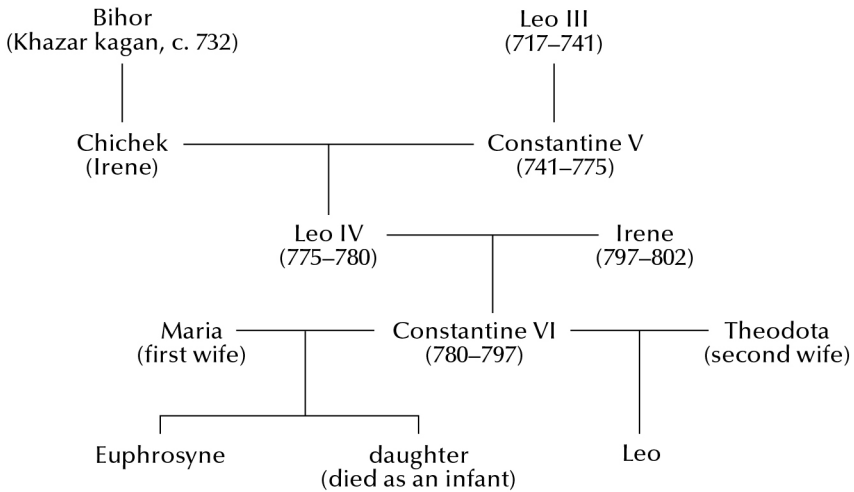 Bihor
(Khazar kagan, c. 732)
Leo III
(717–741)
Chichek
(Irene)
Constantine V
(741–775)
Leo IV
(775–780)
Irene
(797–802)
Maria
(first wife)
Constantine VI
(780–797)
Theodota
(second wife)
Euphrosyne
daughter
(died as an infant)
Leo